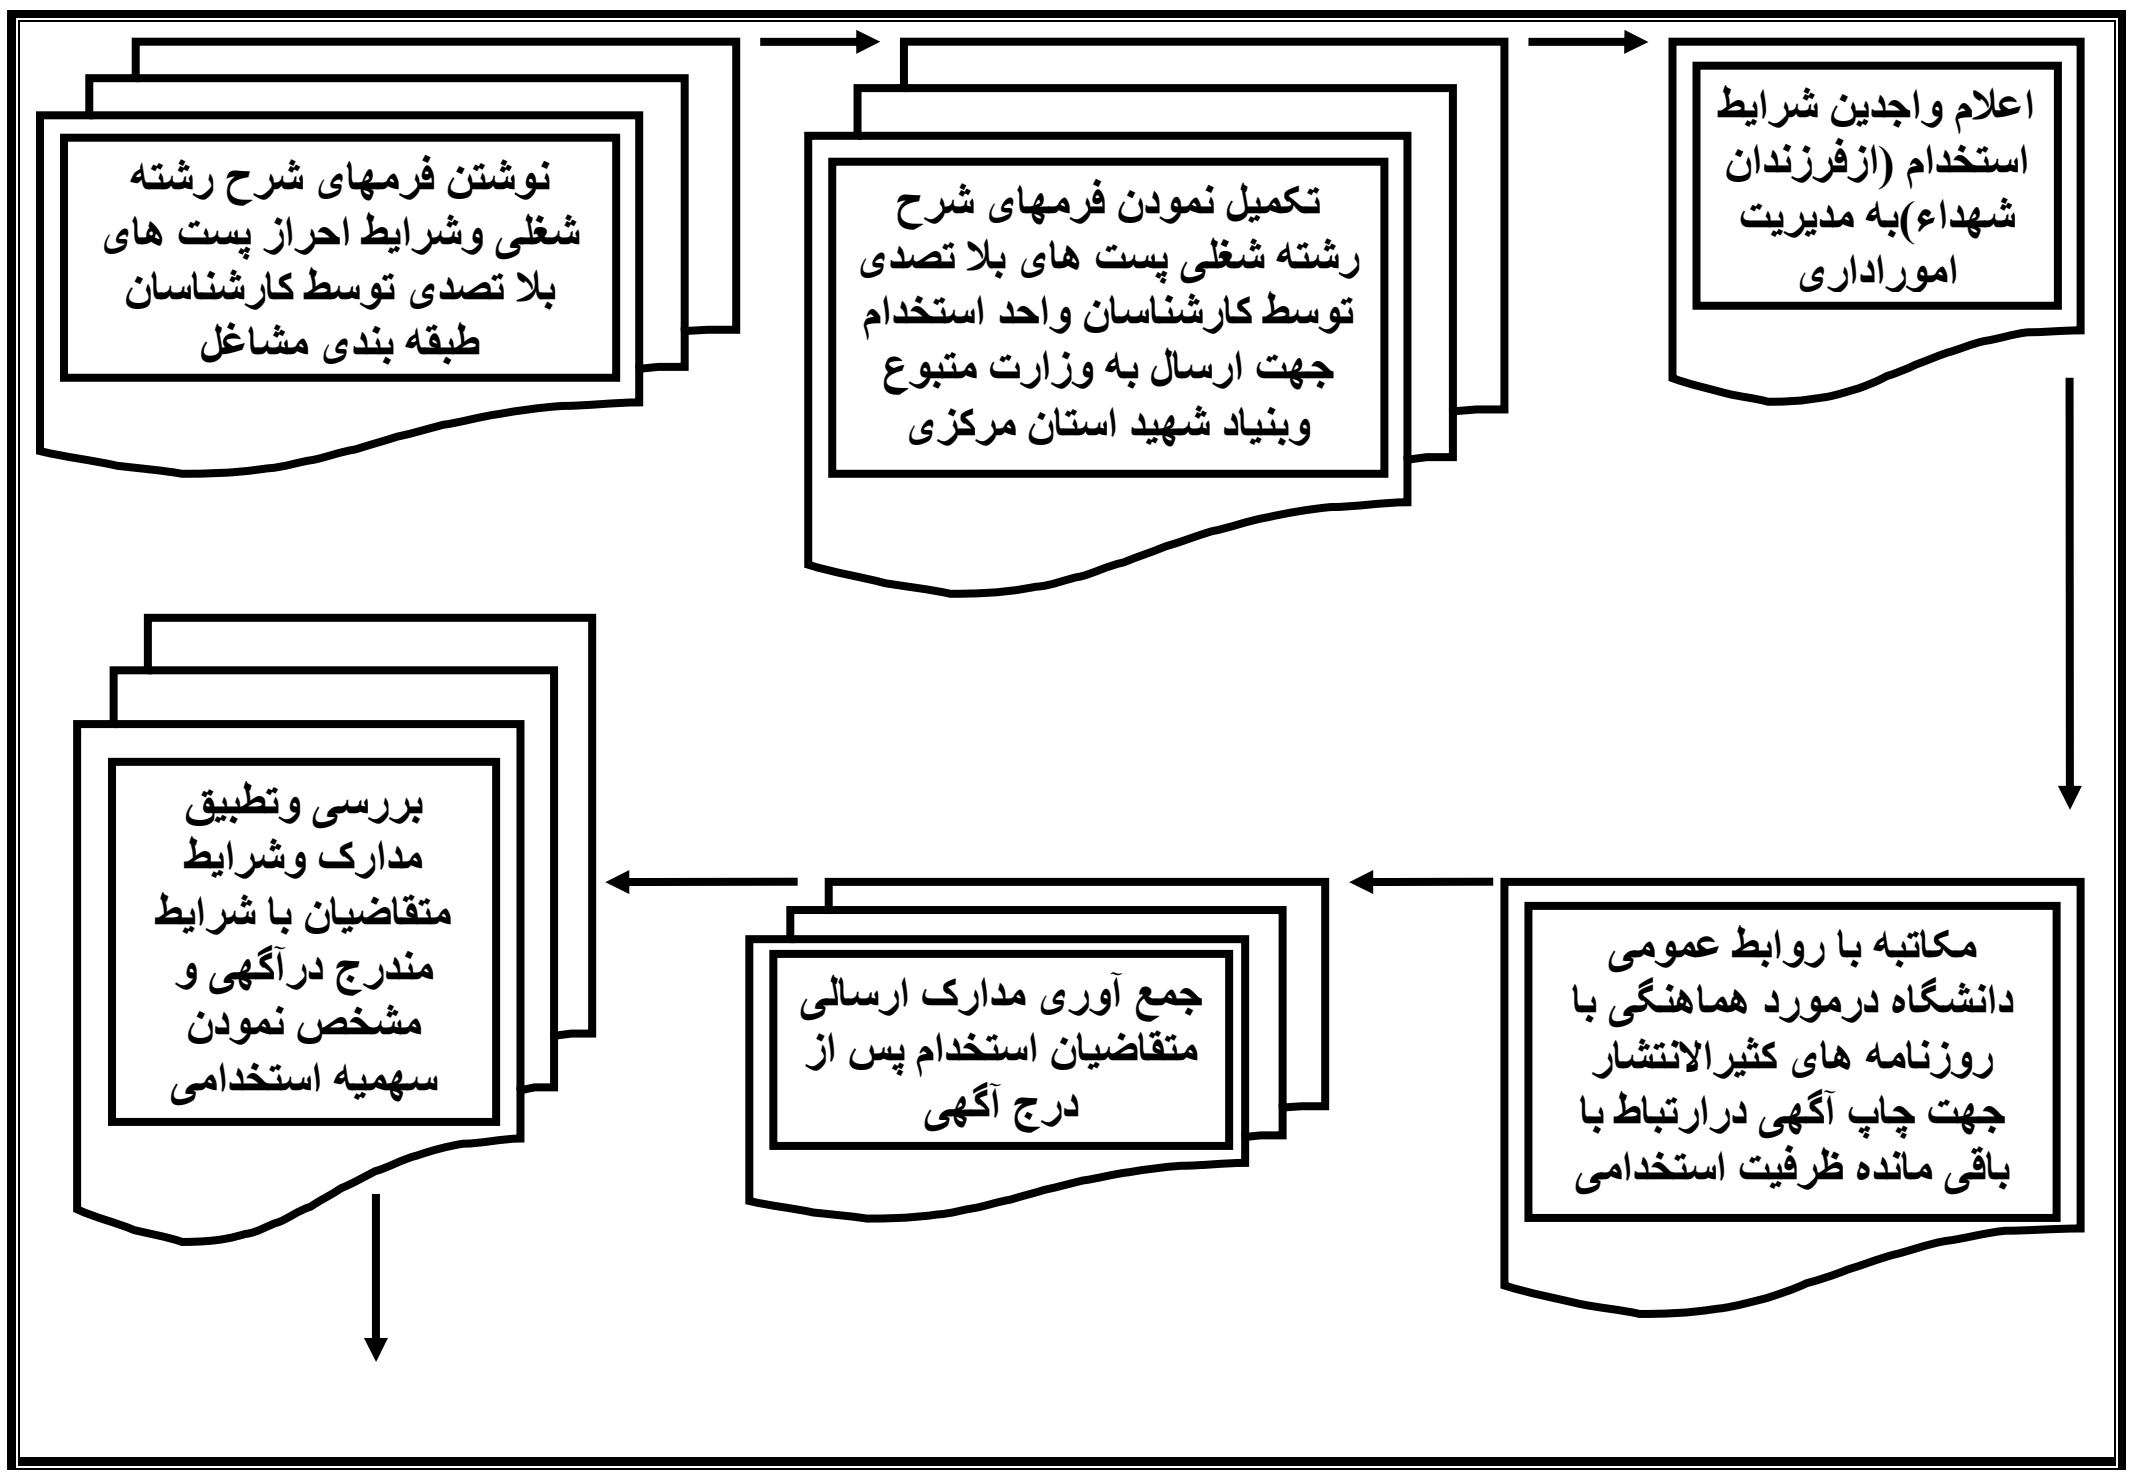 نوشتن فرمهای شرح رشته
شغلی وشرایط احراز پست های
بلا تصدی توسط کارشناسان
طبقه بندی مشاغل
تکمیل نمودن فرمهای شرح
رشته شغلی پست های بلا تصدی
توسط کارشناسان واحد استخدام
جهت ارسال به وزارت متبوع
وبنیاد شهید استان مرکزی
اعلام واجدین شرایط
استخدام (ازفرزندان
شهداء)به مدیریت
اموراداری
مکاتبه با روابط عمومی
دانشگاه درمورد هماهنگی با
روزنامه های کثیرالانتشار
جهت چاپ آگهی درارتباط با
باقی مانده ظرفیت استخدامی
جمع آوری مدارک ارسالی
متقاضیان استخدام پس از
درج آگهی
بررسی وتطبیق
مدارک وشرایط
متقاضیان با شرایط
مندرج درآگهی و
مشخص نمودن
سهمیه استخدامی